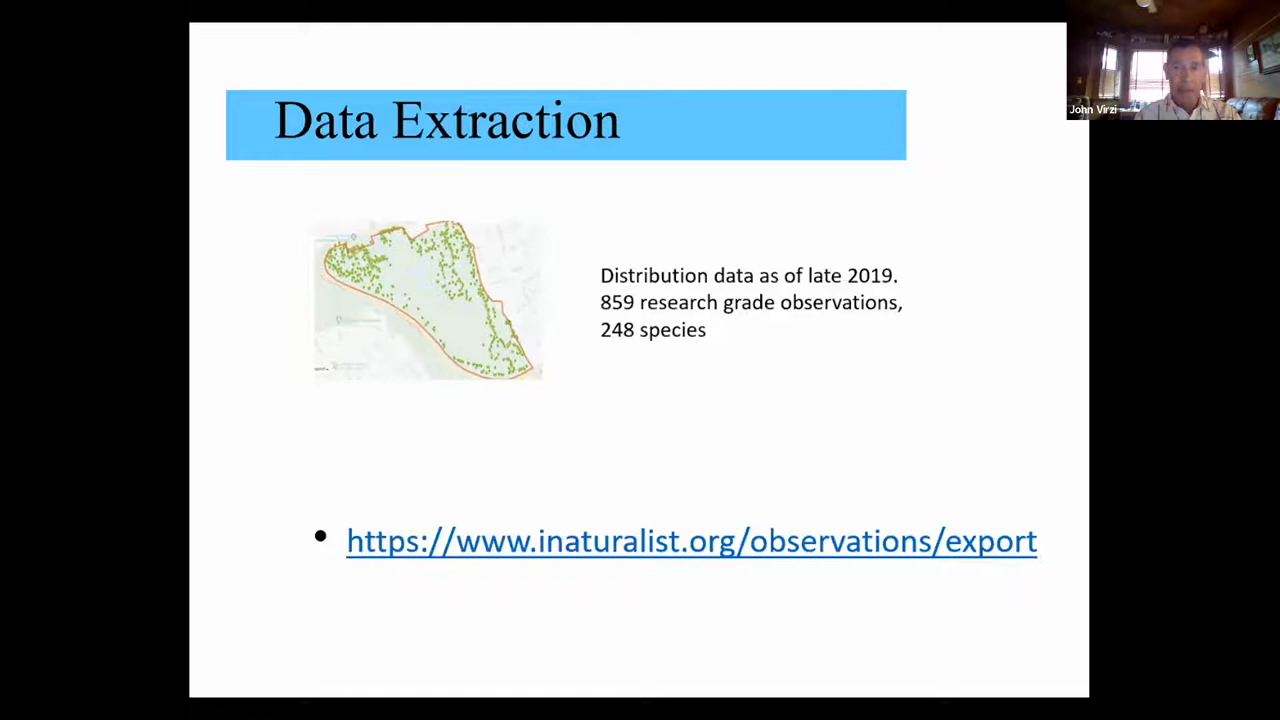 Data Extraction
John Virzi
Distribution data as of late 2019.
859 research grade observations,
248 species
• https://www.inaturalist.org/observations/export